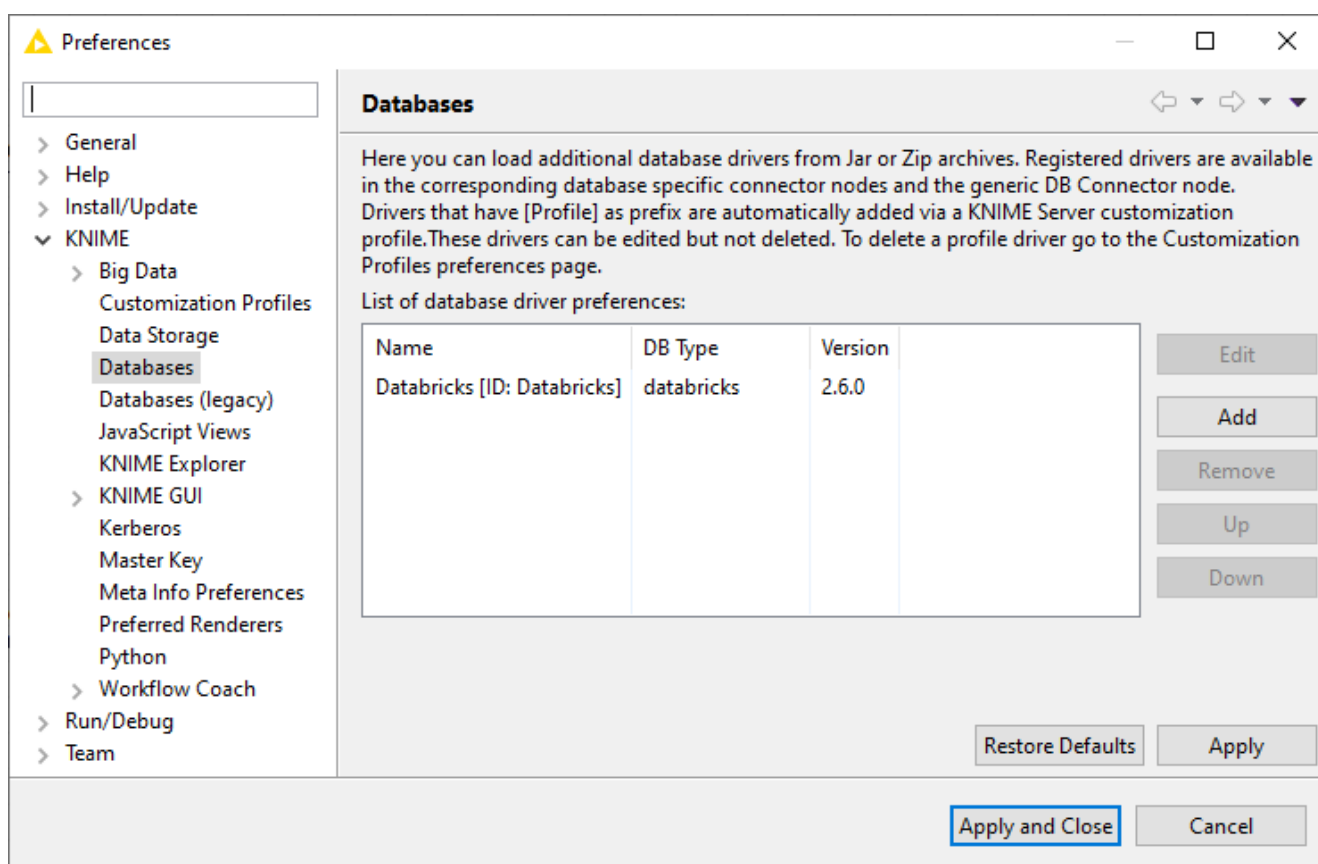 Preferences
General
Help
Install/Update
KNIME
Big Data
Customization Profiles
Data Storage
Databases
Databases (legacy)
JavaScript Views
KNIME Explorer
KNIME GUI
Kerberos
Master Key
Meta Info Preferences
Preferred Renderers
Python
Workflow Coach
Run/Debug
Team
Databases
Here you can load additional database drivers from Jar or Zip archives. Registered drivers are available
in the corresponding database specific connector nodes and the generic DB Connector node.
Drivers that have [Profile] as prefix are automatically added via a KNIME Server customization
profile.These drivers can be edited but not deleted. To delete a profile driver go to the Customization
Profiles preferences page.
List of database driver preferences:
Name DB Type Version
Databricks [ID: Databricks] databricks 2.6.0
Edit
Add
Remove
Up
Down
Restore Defaults Apply
Apply and Close Cancel